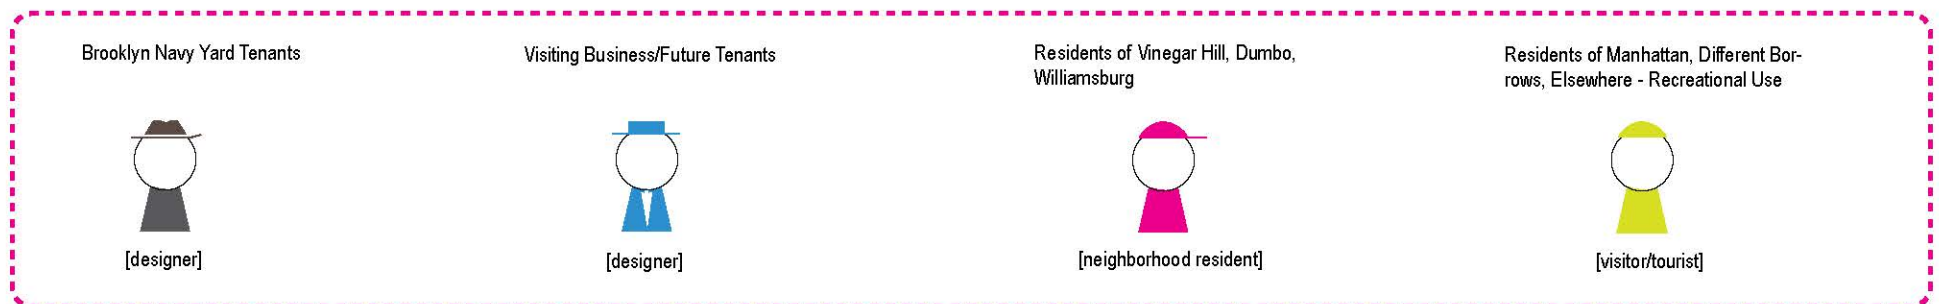 Brooklyn Navy Yard Tenants
Visiting Business/Future Tenants
Residents of Vinegar Hill, Dumbo,
Williamsburg
Residents of Manhattan, Different Bor-
rows, Elsewhere - Recreational Use
[designer]
[designer]
[neighborhood resident]
[visitor/tourist]